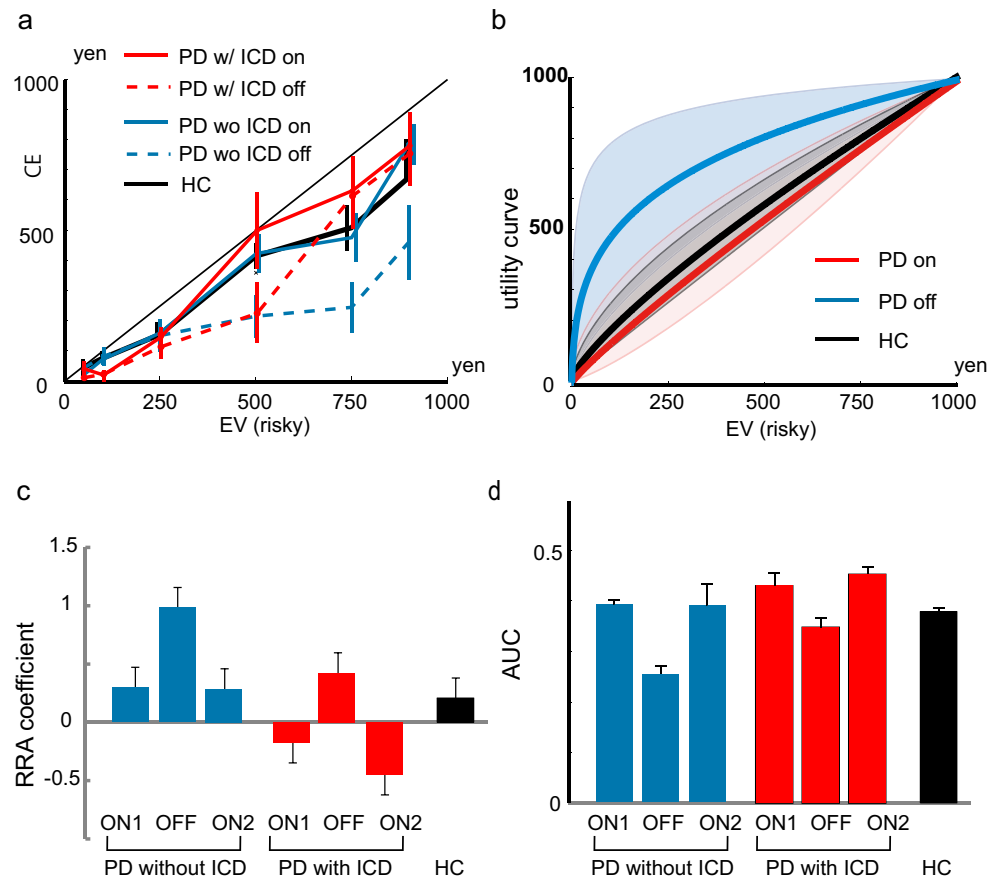 a
yen
PD w/ ICD on
PD w/ ICD off
PD wo ICD on
PD wo ICD off
HC
1000
500
0
CE
yen
0 250 500 750 1000
EV (risky)
b
1000
500
0
utility curve
PD on
PD off
HC
yen
0 250 500 750 1000
EV (risky)
c
1.5
1
0
-0.5
-1
RRA coefficient
ON1 OFF ON2 ON1 OFF ON2
PD without ICD PD with ICD HC
d
0.5
0
AUC
ON1 OFF ON2 ON1 OFF ON2
PD without ICD PD with ICD HC